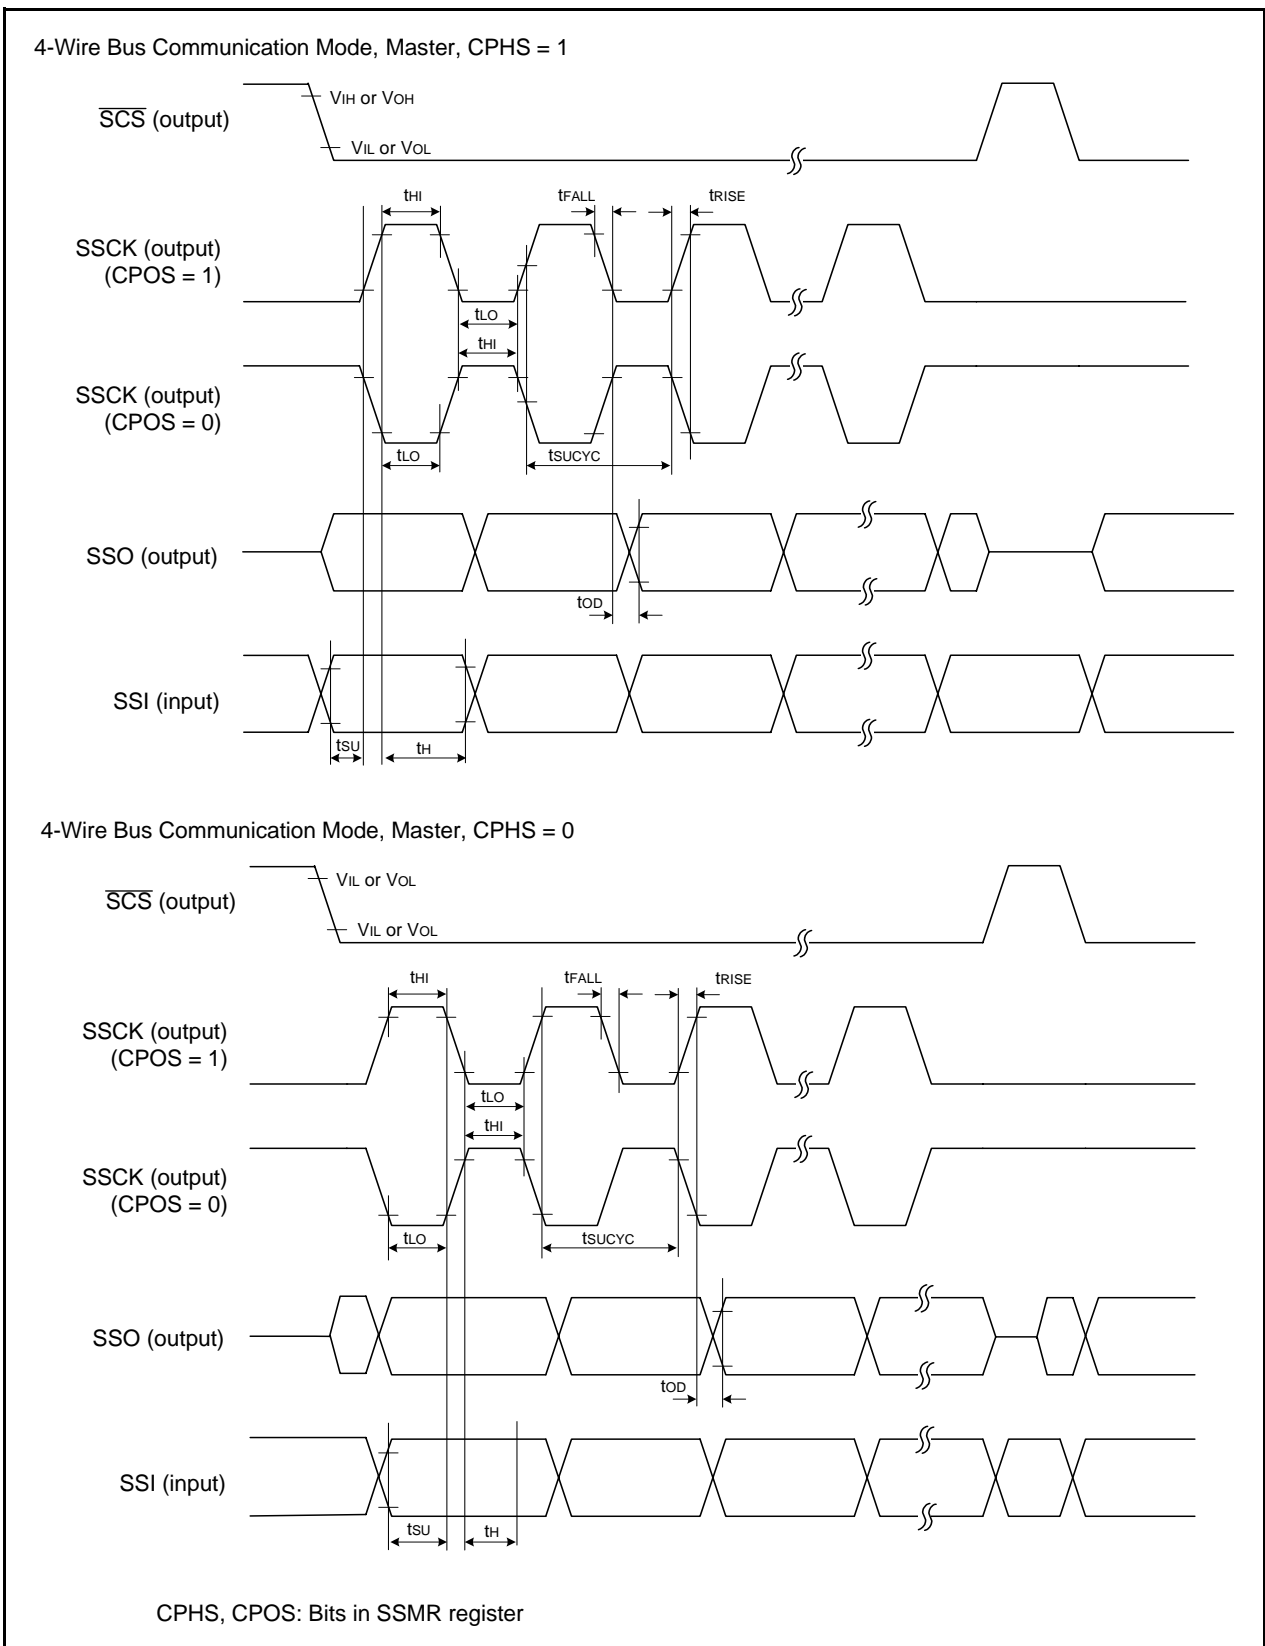 4-Wire Bus Communication Mode, Master, CPHS = 1
VIH or VOH
SCS (output)
VIL or VOL
tHI
tFALL
tRISE
SSCK (output)
(CPOS = 1)
tLO
tHI
SSCK (output)
(CPOS = 0)
tLO
tSUCYC
SSO (output)
tOD
SSI (input)
tSU
tH
4-Wire Bus Communication Mode, Master, CPHS = 0
VIL or VOL
SCS (output)
VIL or VOL
tHI
tFALL
tRISE
SSCK (output)
(CPOS = 1)
tLO
tHI
SSCK (output)
(CPOS = 0)
tLO
tSUCYC
SSO (output)
tOD
SSI (input)
tSU
tH
CPHS, CPOS: Bits in SSMR register